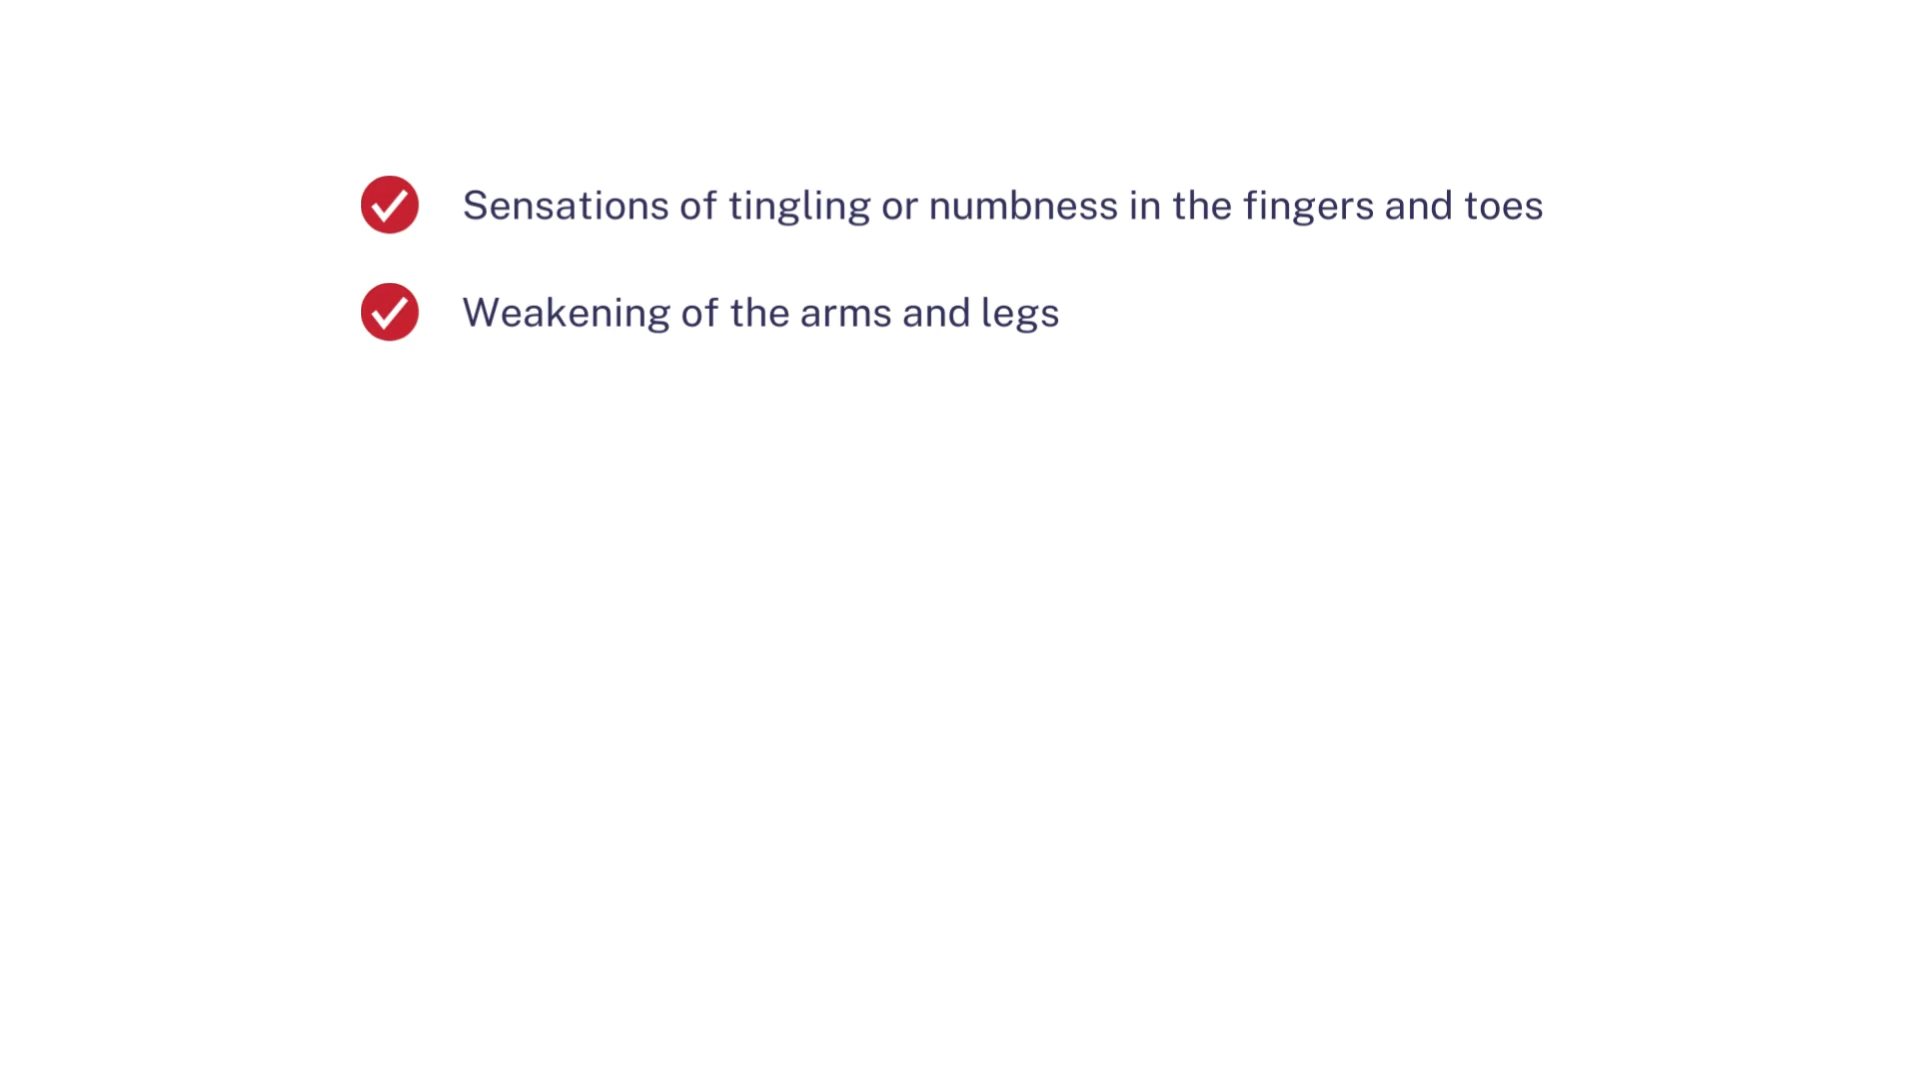 Sensations of tingling or numbness in the fingers and toes
Weakening of the arms and legs